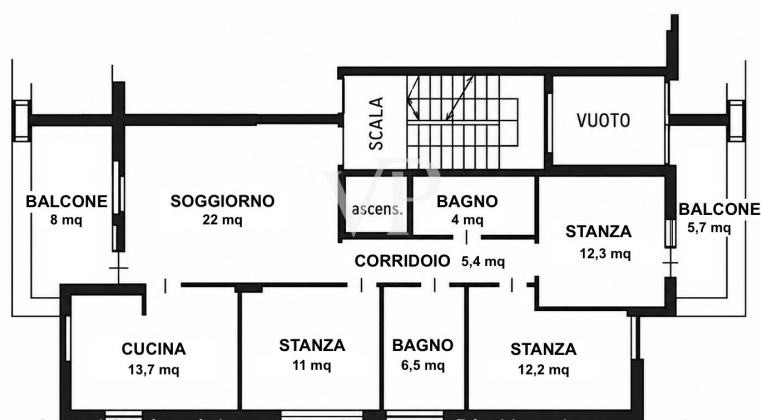 SCALA
VUOTO
BALCONE
8 mq
SOGGIORNO
22 mq
ascens.
BAGNO
4 mq
STANZA
12,3 mq
BALCONE
5,7 mq
CORRIDOIO 5,4 mq
CUCINA
13,7 mq
STANZA
11 mq
BAGNO
6,5 mq
STANZA
12,2 mq
VP